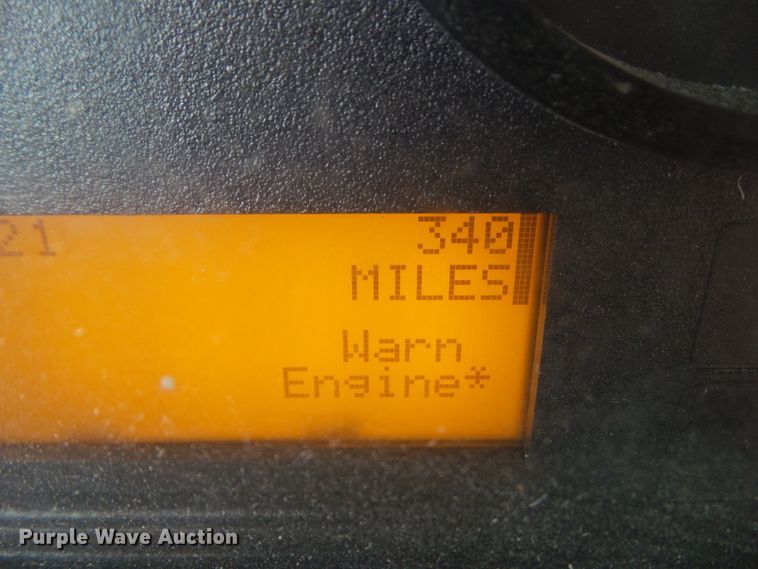 21 340
MILES
Warn
Engine*
Purple Wave Auction